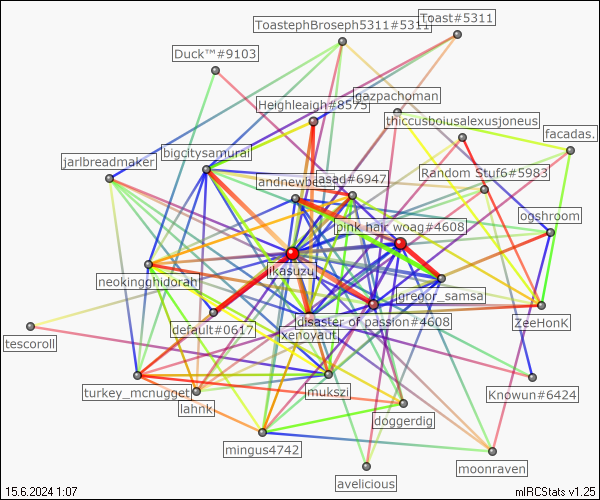 ToastephBroseph5311#5311
Toast#5311
Duck™#9103
gazpachoman
Heighleaigh#8575
thiccusboiusalexusjoneus
facadas.
bigcitysamurai
jarlbreadmaker
Random Stuf6#5983
asad#6947
ogshroom
pink hair woag#4608
ikasuzu
neokingghidorah
gregor_samsa
disaster of passion#4608
ZeeHonK
default#0617
xenoyaut
tescoroll
turkey_mcnugget
mukszi
Knowun#6424
lahnk
doggerdig
mingus4742
moonraven
avelicious
15.6.2024 1:07
mIRCStats v1.25